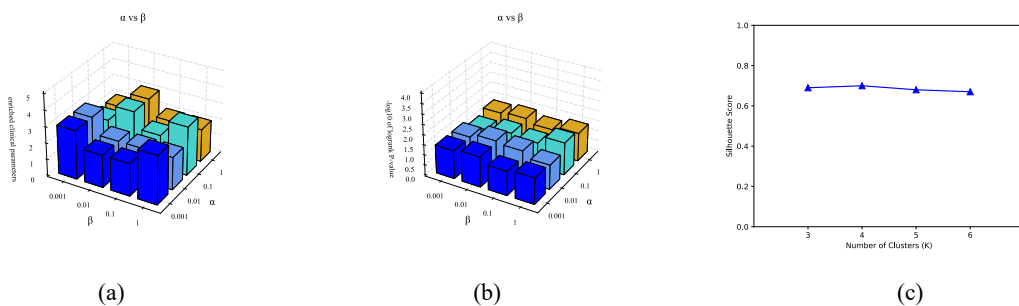 α vs β
enriched clinical parameters
5
4
3
2
1
0
0.001
0.01
0.1
1
β
0.001
0.01
0.1
1
α
(a)
α vs β
-log10 of logrank P-value
4.0
3.5
3.0
2.5
2.0
1.5
1.0
0.5
0.0
0.001
0.01
0.1
1
β
0.001
0.01
0.1
1
α
(b)
Silhouette Score
1.0
0.8
0.6
0.4
0.2
0.0
3 4 5 6
Number of Clusters (K)
(c)